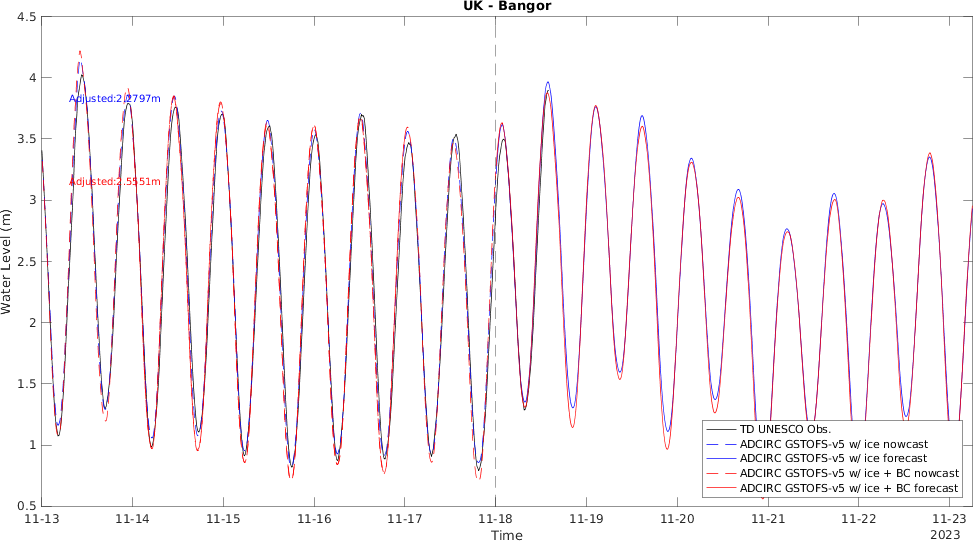 UK - Bangor
4.5
4
3.5
3
2.5
2
1.5
1
0.5
Water Level (m)
Adjusted:2.2797m
Adjusted:2.5551m
TD UNESCO Obs.
ADCIRC GSTOFS-v5 w/ ice nowcast
ADCIRC GSTOFS-v5 w/ ice forecast
ADCIRC GSTOFS-v5 w/ ice + BC nowcast
ADCIRC GSTOFS-v5 w/ ice + BC forecast
11-13 11-14 11-15 11-16 11-17 11-18 11-19 11-20 11-21 11-22 11-23
Time
2023